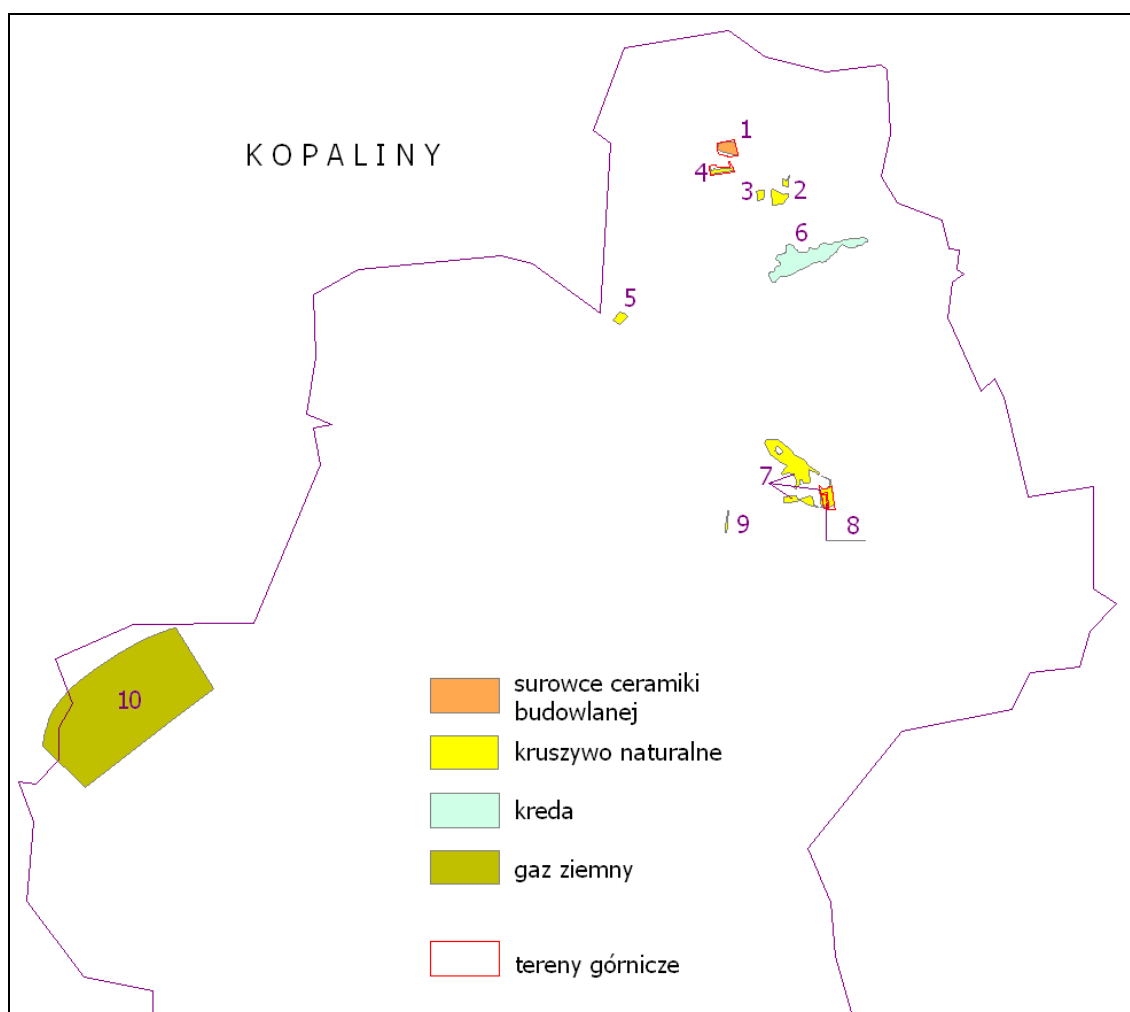 KOPALINY
1
4
3
2
6
5
7
9
8
10
surowce ceramiki
budowlanej
kruszywo naturalne
kreda
gaz ziemny
tereny górnicze